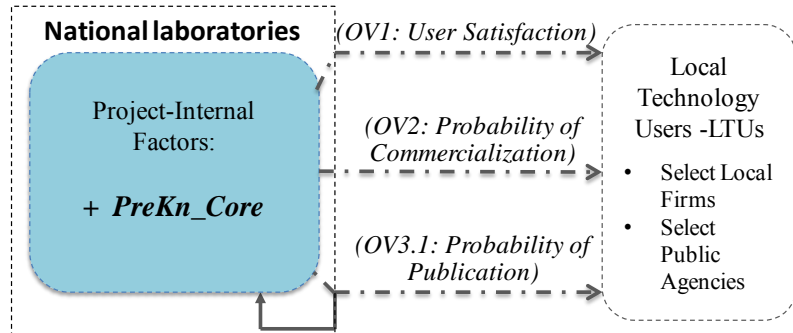 National laboratories
Project-Internal
Factors:
+ PreKn_Core
(OV1: User Satisfaction)
(OV2: Probability of
Commercialization)
(OV3.1: Probability of
Publication)
Local
Technology
Users -LTUs
• Select Local
Firms
• Select
Public
Agencies